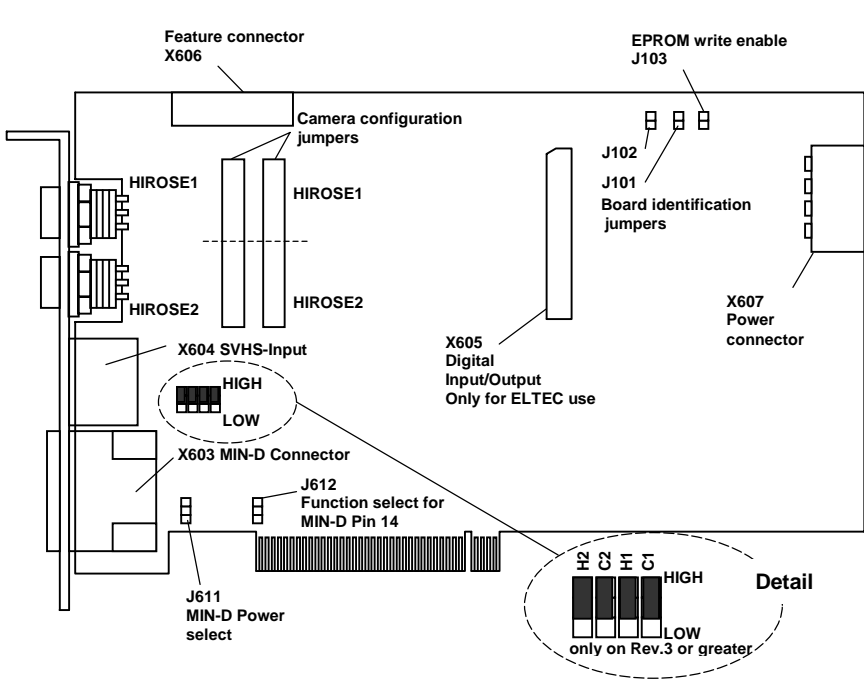 Feature connector
X606
EPROM write enable
J103
Camera configuration
jumpers
J102
J101
Board identification
jumpers
HIROSE1
HIROSE1
HIROSE2
HIROSE2
X607
Power
connector
X604 SVHS-Input
X605
Digital
Input/Output
Only for ELTEC use
HIGH
LOW
X603 MIN-D Connector
J612
Function select for
MIN-D Pin 14
J611
MIN-D Power
select
H2
C2
H1
C1
HIGH
Detail
LOW
only on Rev.3 or greater